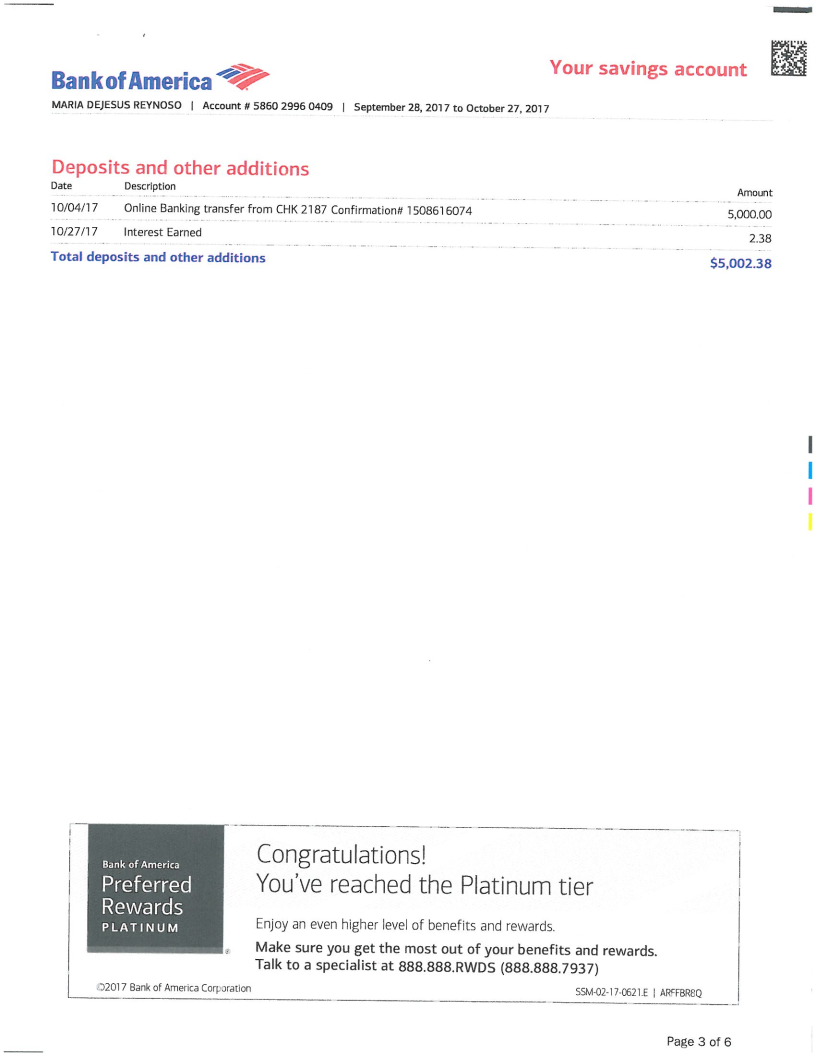 Bank of America
Your savings account
MARIA DEJESUS REYNOSO | Account # 5860 2996 0409 | September 28, 2017 to October 27, 2017
Deposits and other additions
Date Description Amount
10/04/17 Online Banking transfer from CHK 2187 Confirmation# 1508616074 5,000.00
10/27/17 Interest Earned 2.38
Total deposits and other additions $5,002.38
Bank of America
Preferred
Rewards
PLATINUM
®
Congratulations!
You've reached the Platinum tier
Enjoy an even higher level of benefits and rewards.
Make sure you get the most out of your benefits and rewards.
Talk to a specialist at 888.888.RWDS (888.888.7937)
©2017 Bank of America Corporation
SSM-02-17-0621.E | ARFFBR8Q
Page 3 of 6